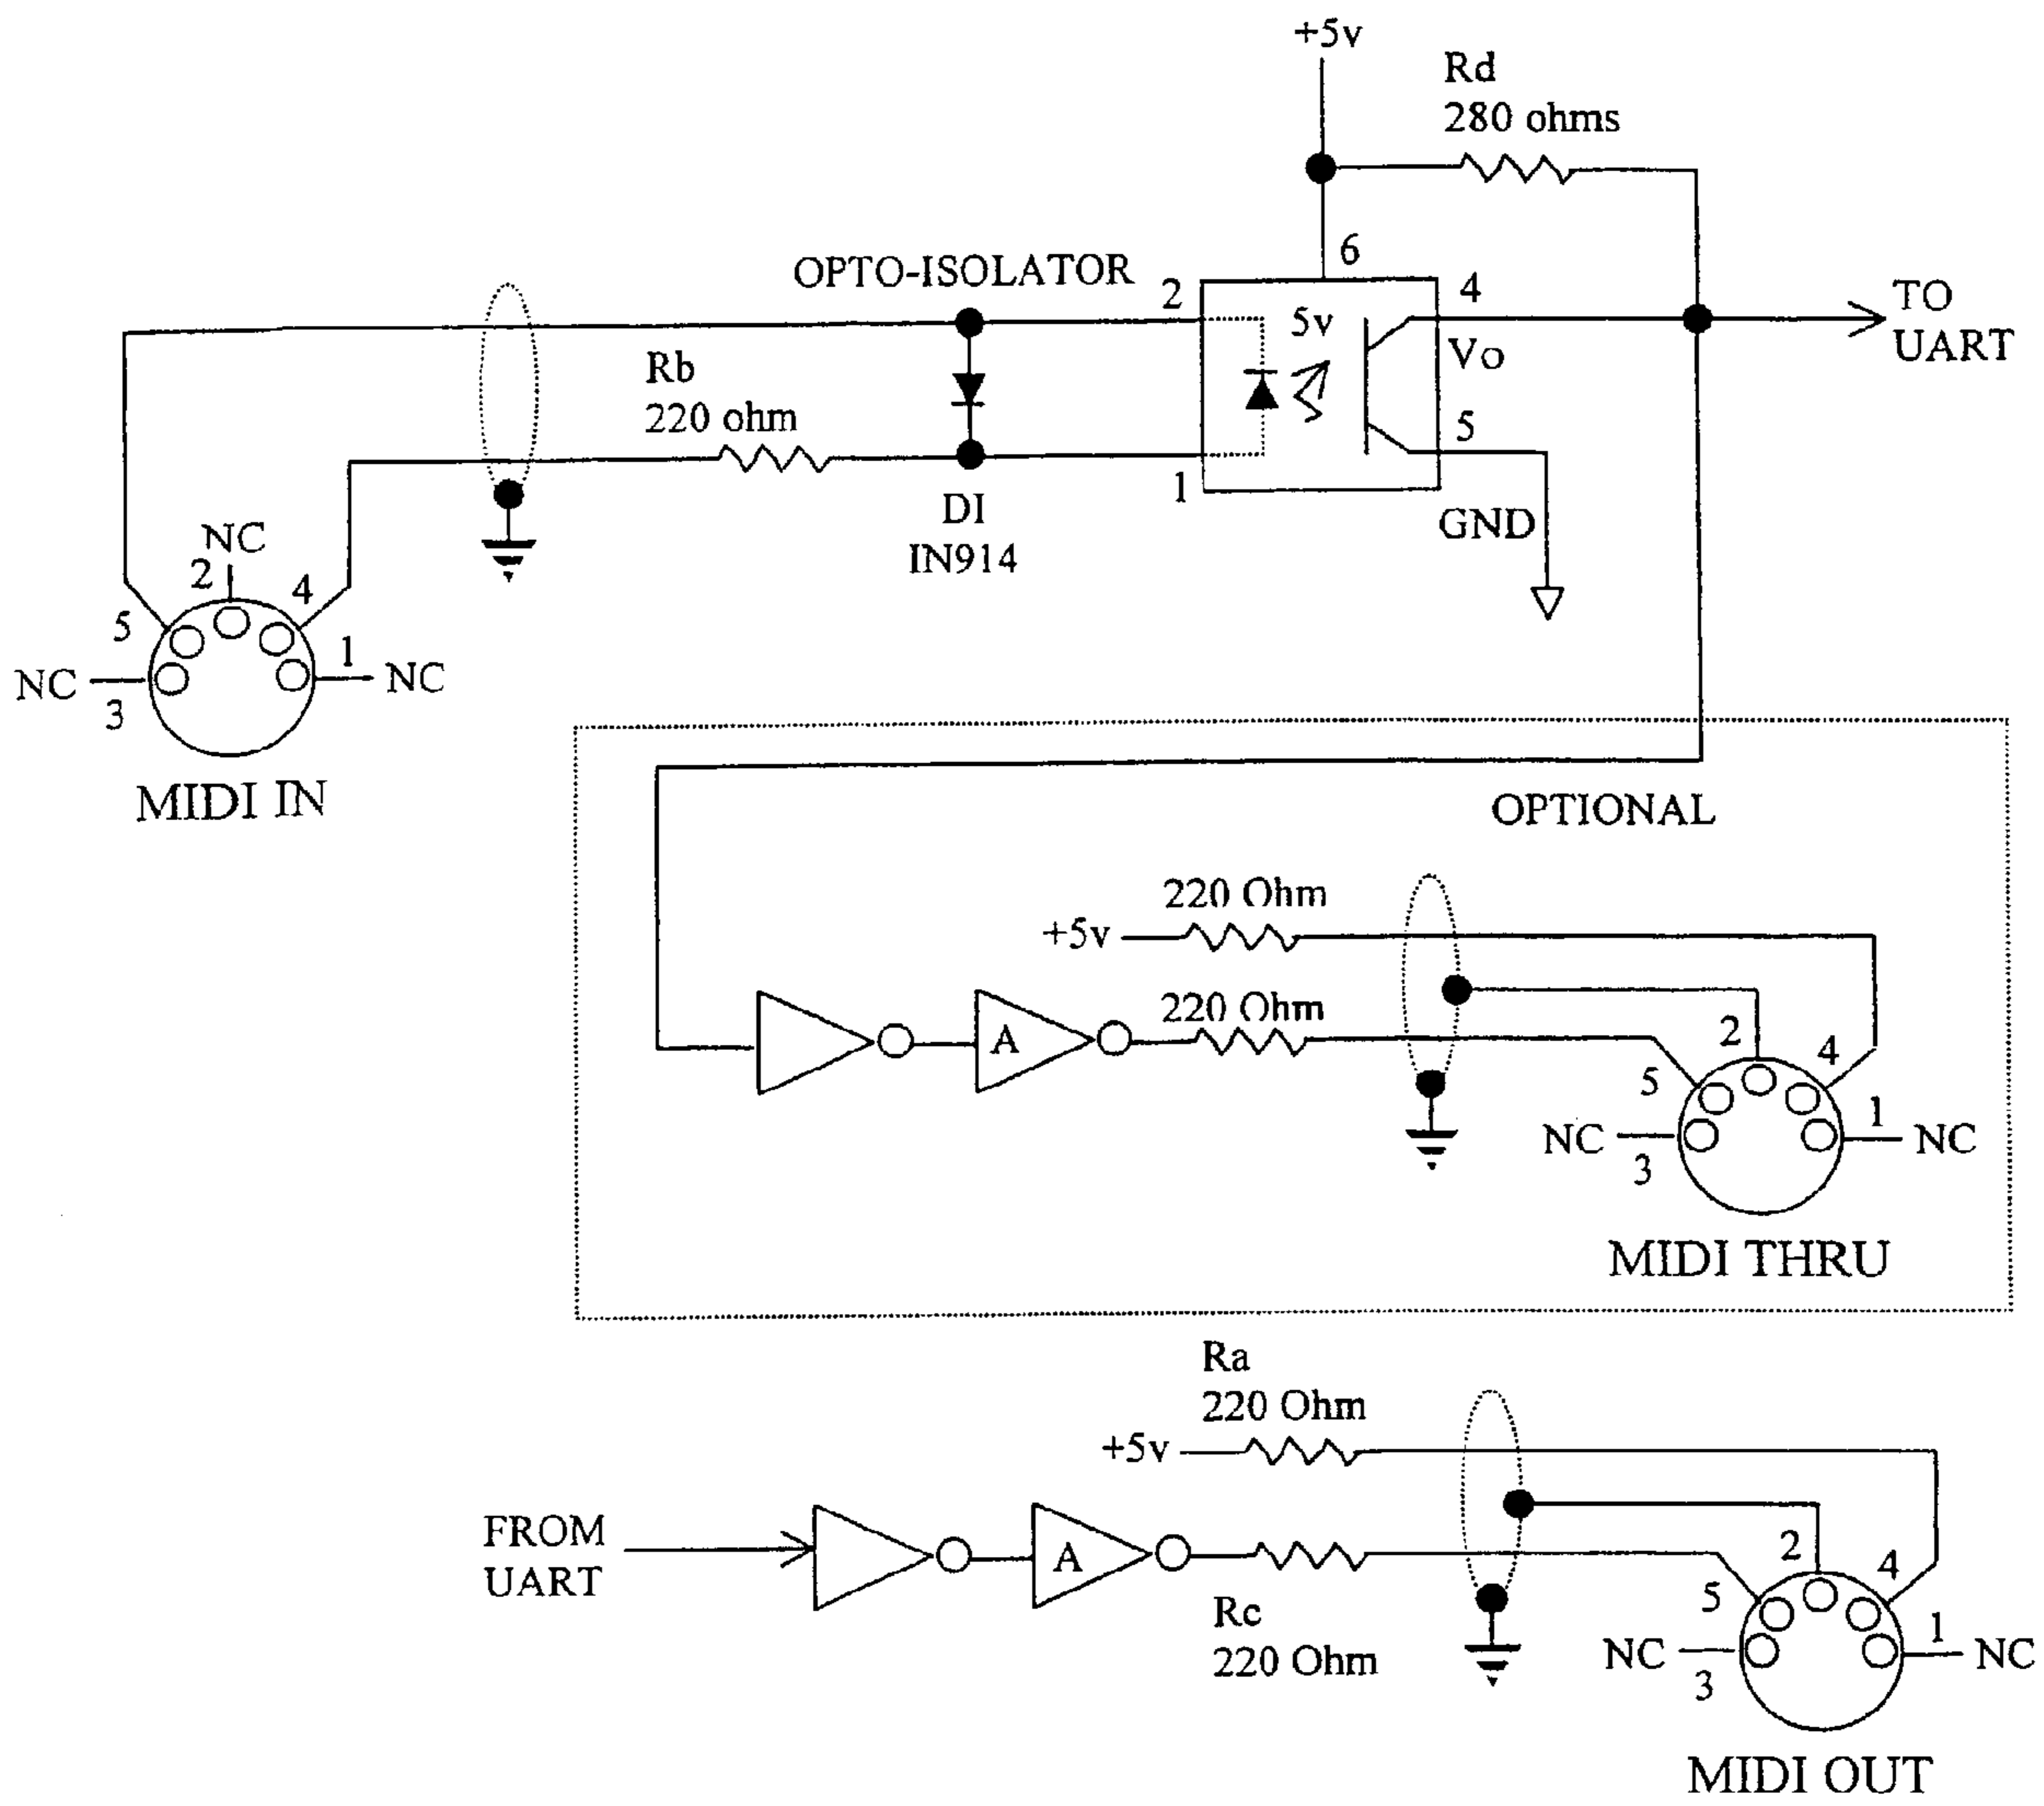 +5v
Rd
280 ohms
6
OPTO-ISOLATOR
2
4
5v
Vo
TO
UART
Rb
220 ohm
5
1
GND
DI
IN914
NC
2
4
5
1
NC
NC
3
MIDI IN
OPTIONAL
220 Ohm
+5v
220 Ohm
A
2
4
5
1
NC
NC
3
MIDI THRU
Ra
220 Ohm
+5v
FROM
UART
A
2
4
5
Rc
220 Ohm
1
NC
NC
3
MIDI OUT